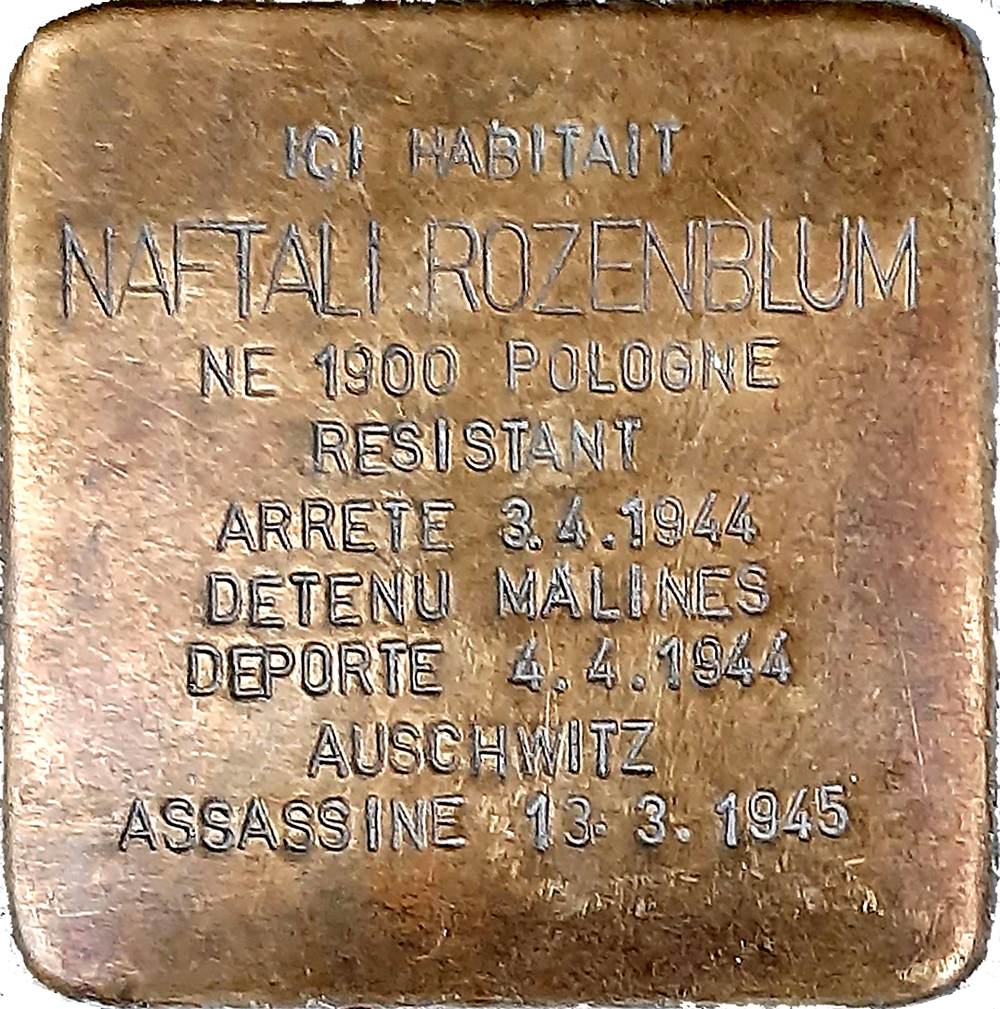 ICI HABITAIT
NAFTALI ROZENBLUM
NE 1900 POLOGNE
RESISTANT
ARRETE 3.4.1944
DETENU MALINES
DEPORTE 4.4.1944
AUSCHWITZ
ASSASSINE 13.3.1945